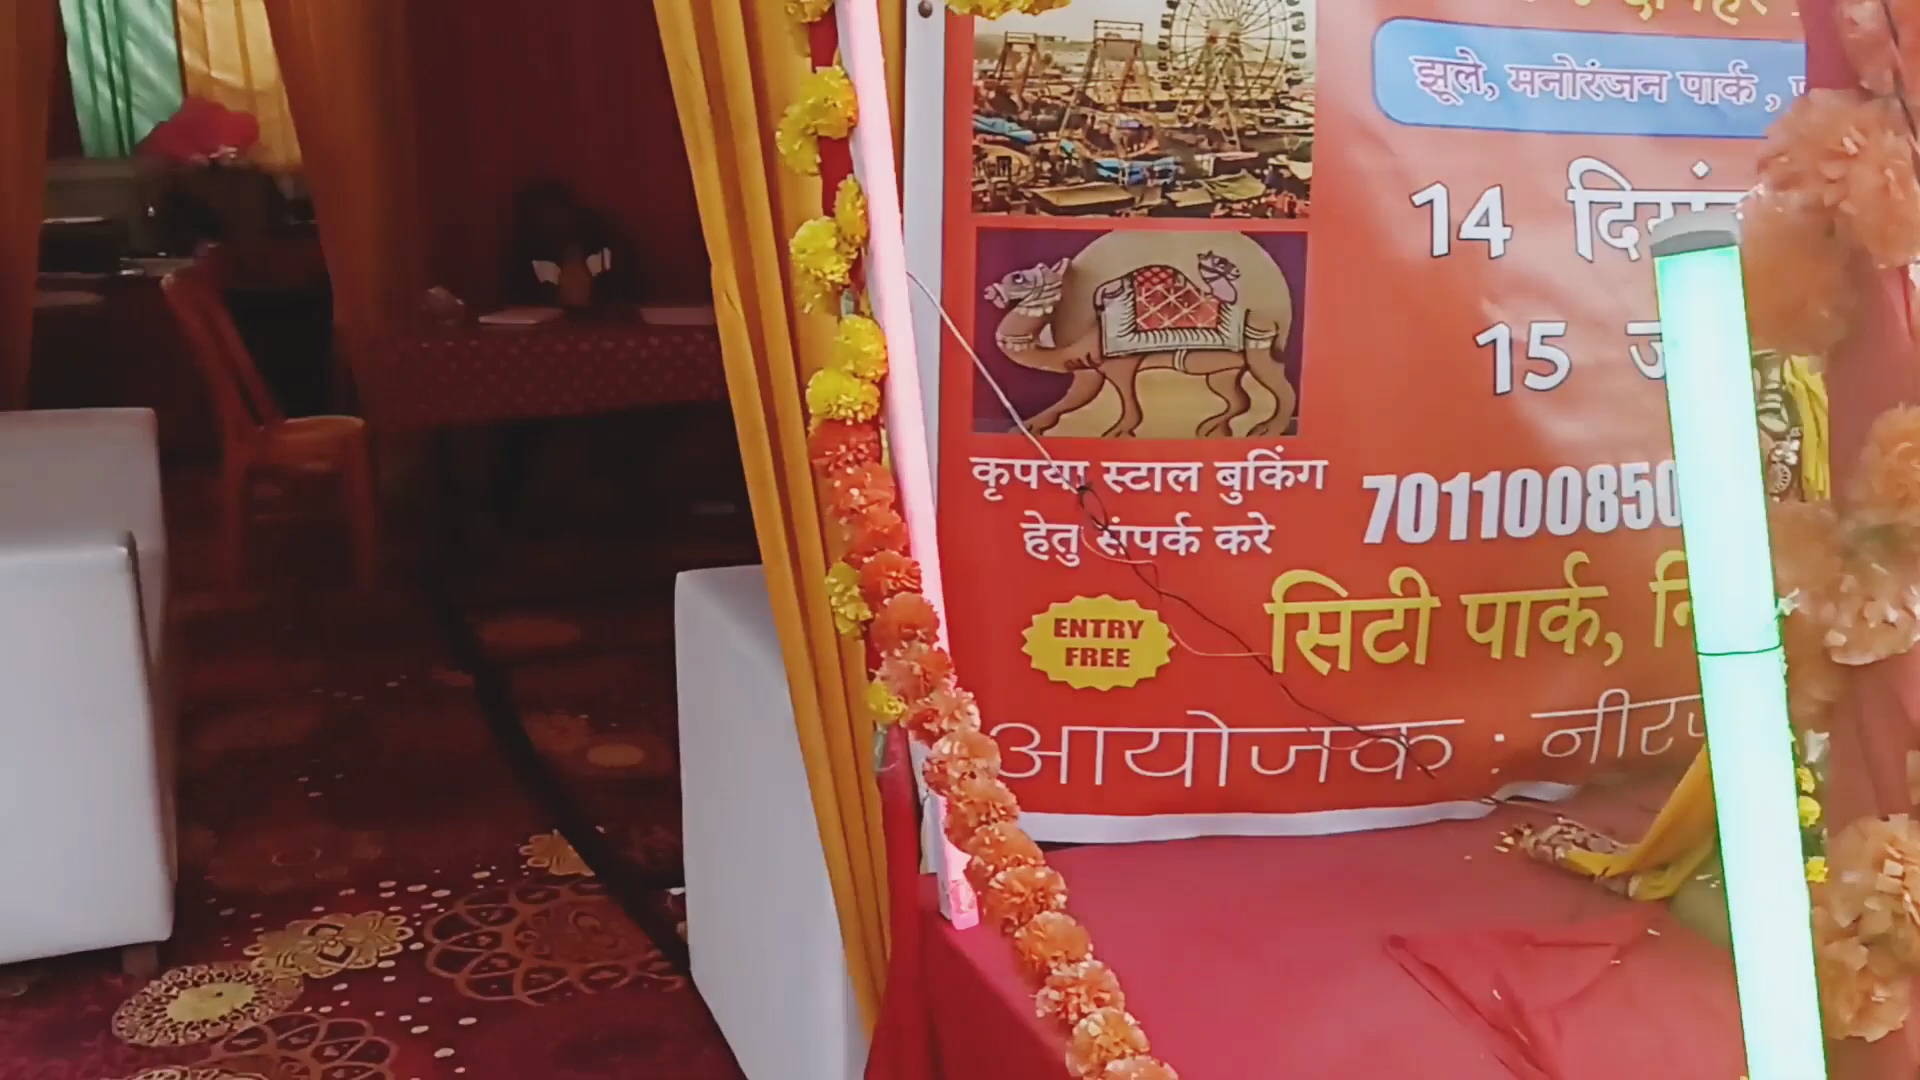 झूले, मनोरंजन पार्क ,
14
15
कृपया स्टाल बुकिंग
हेतु संपर्क करे
701100850
ENTRY
FREE
सिटी पार्क,
आयोजक :